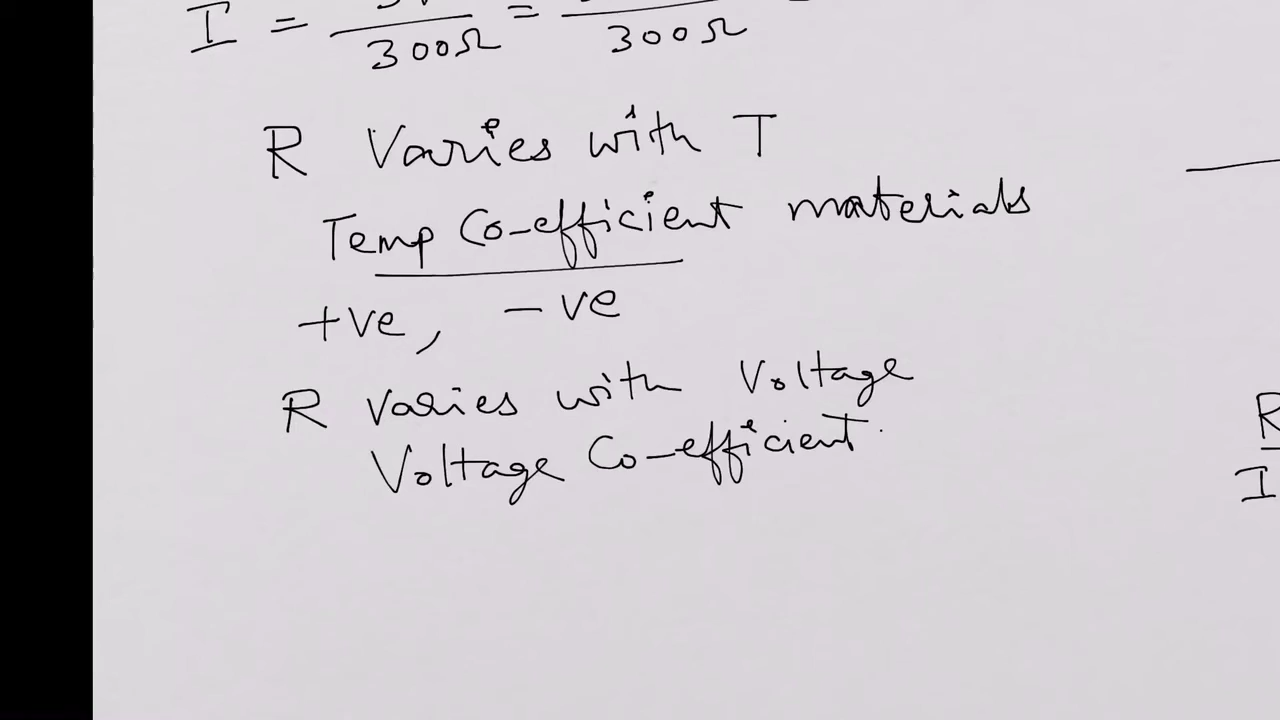 I = / 300Ω = / 300Ω
R Varies with T
Temp Co-efficient materials
+ve, -ve
R varies with Voltage
Voltage Co-efficient.
R
I